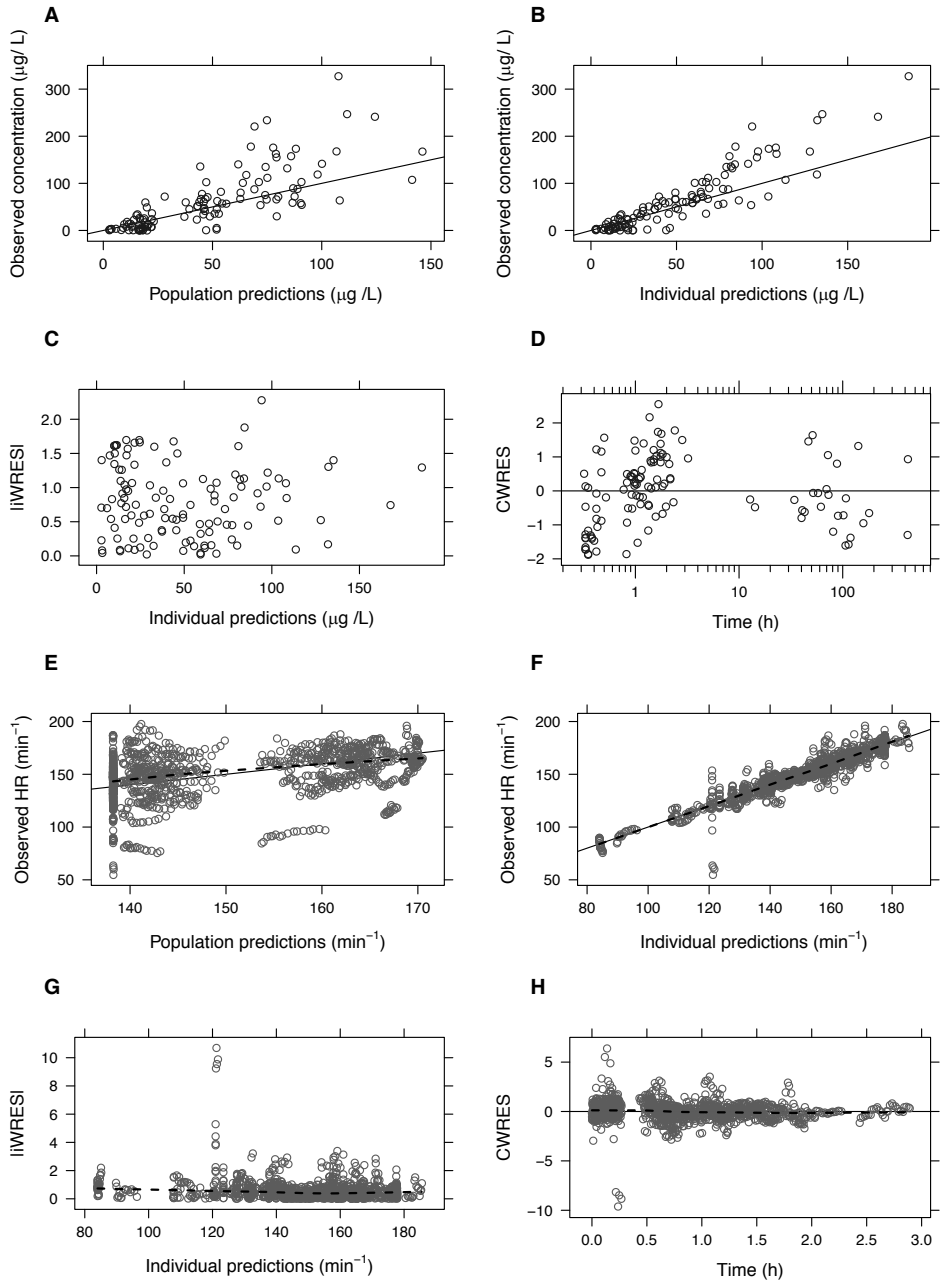 A
Observed concentration (µg/ L)
300
200
100
0
0 50 100 150
Population predictions (µg /L)
B
Observed concentration (µg/ L)
300
200
100
0
0 50 100 150
Individual predictions (µg /L)
C
|iWRES|
2.0
1.5
1.0
0.5
0.0
0 50 100 150
Individual predictions (µg /L)
D
CWRES
2
1
0
−1
−2
1 10 100
Time (h)
E
Observed HR (min⁻¹)
200
150
100
50
140 150 160 170
Population predictions (min⁻¹)
F
Observed HR (min⁻¹)
200
150
100
50
80 100 120 140 160 180
Individual predictions (min⁻¹)
G
80 100 120 140 160 180
|iWRES|
10
8
6
4
2
0
Individual predictions (min⁻¹)
H
CWRES
5
0
−5
−10
0.0 0.5 1.0 1.5 2.0 2.5 3.0
Time (h)